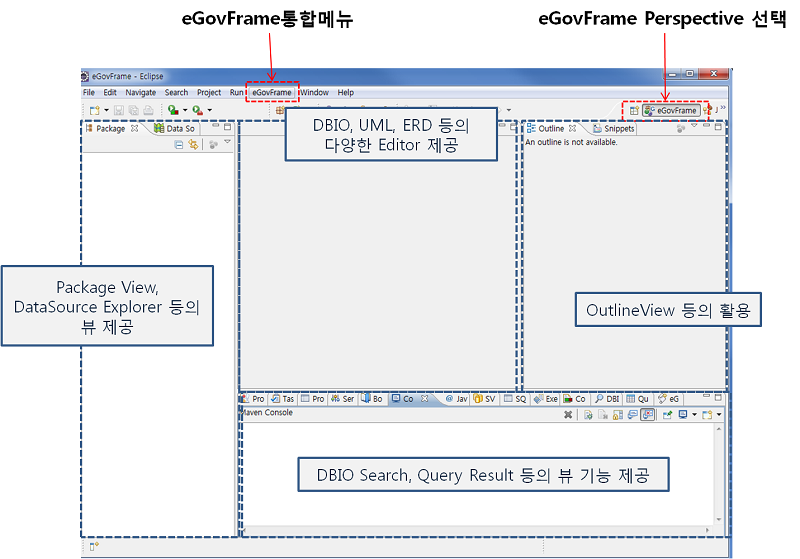 eGovFrame통합메뉴
eGovFrame Perspective 선택
eGovFrame - Eclipse
File Edit Navigate Search Project Run eGovFrame Window Help
eGovFrame
Package
Data So
DBIO, UML, ERD 등의
다양한 Editor 제공
Outline
Snippets
An outline is not available.
Package View,
DataSource Explorer 등의
뷰 제공
OutlineView 등의 활용
Pro Tas Pro Ser Bo Co Jav SV SQ Exe Co DBI Qu eG
Maven Console
DBIO Search, Query Result 등의 뷰 기능 제공